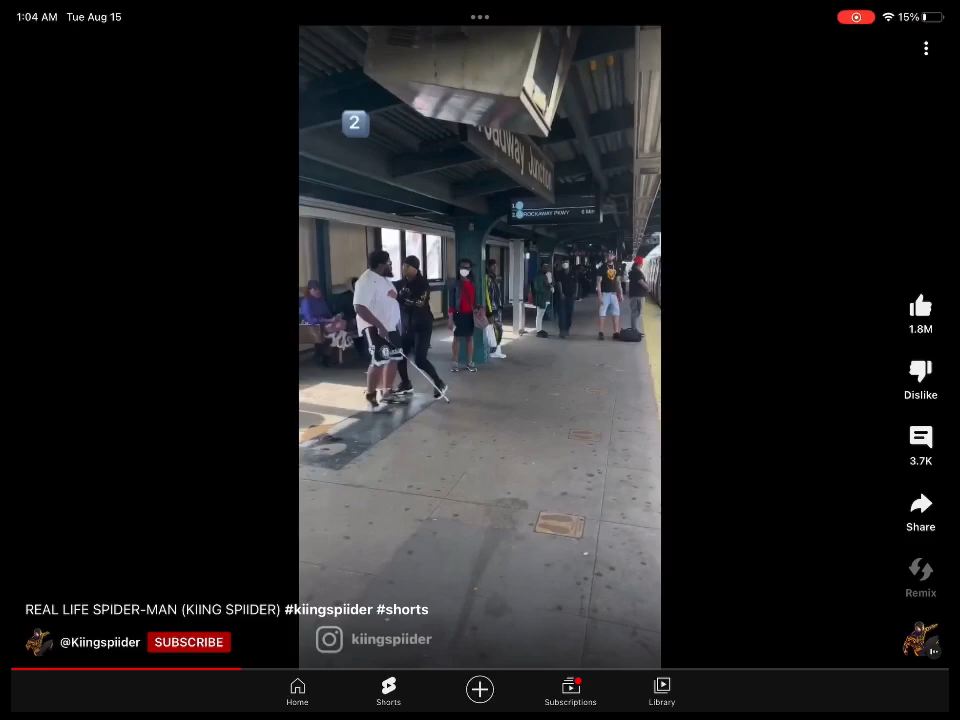 1:04 AM Tue Aug 15
15%
2
roadway Junction
ROCKAWAY PKWY
1.8M
Dislike
3.7K
Share
Remix
REAL LIFE SPIDER-MAN (KIING SPIIDER) #kiingspiider #shorts
@Kiingspiider SUBSCRIBE
kiingspiider
Home
Shorts
Subscriptions
Library